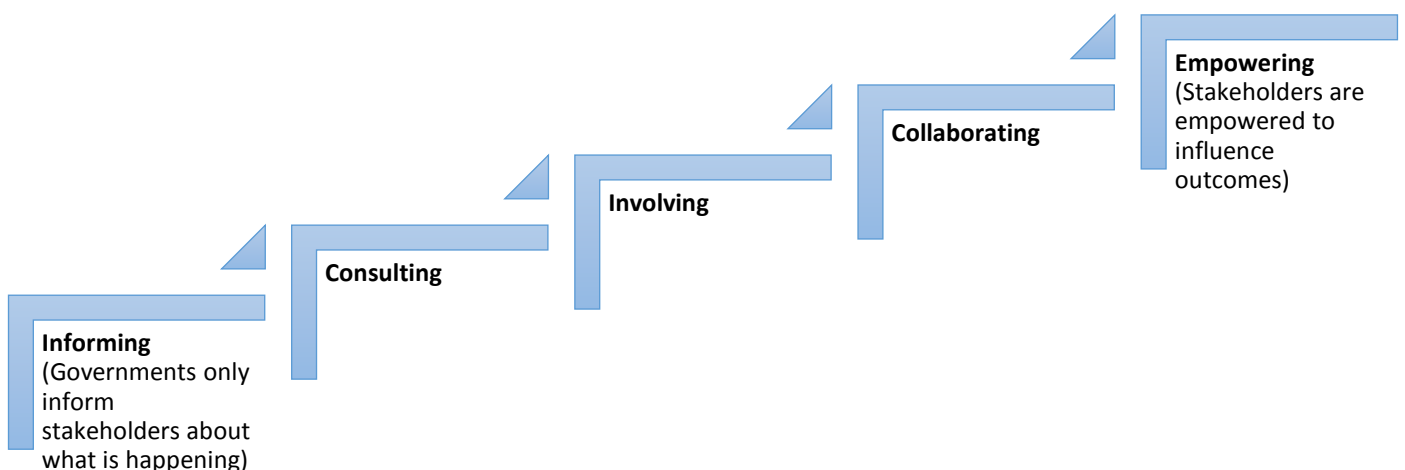 Informing
(Governments only
inform
stakeholders about
what is happening)
Consulting
Involving
Collaborating
Empowering
(Stakeholders are
empowered to
influence
outcomes)